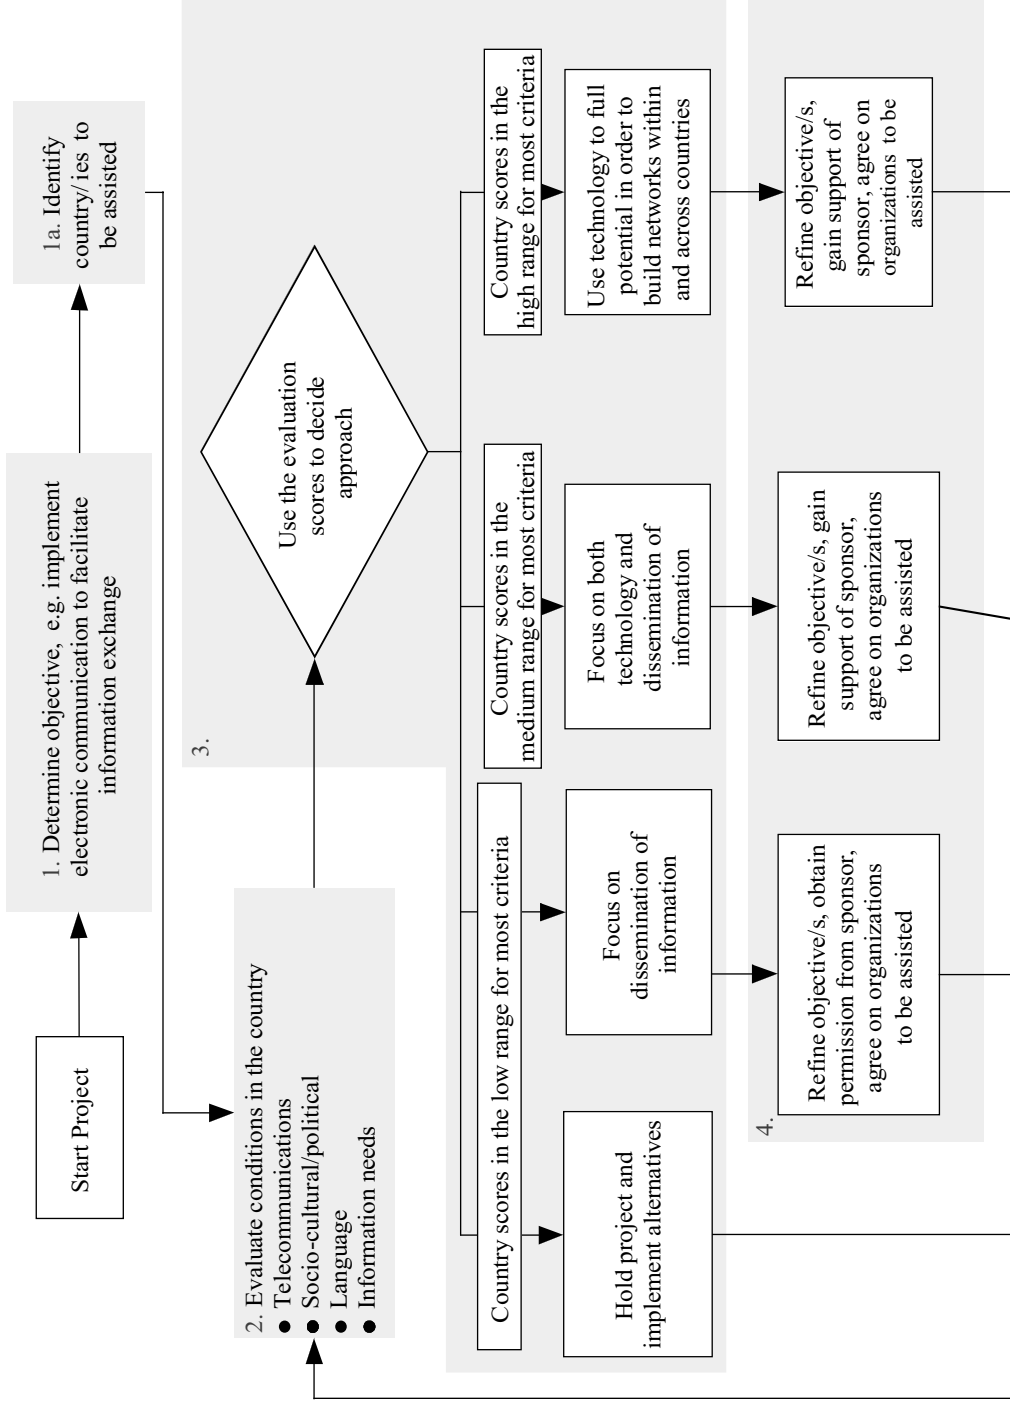 Start Project
1. Determine objective, e.g. implement
electronic communication to facilitate
information exchange
1a. Identify
country/ies to
be assisted
2. Evaluate conditions in the country
● Telecommunications
● Socio-cultural/political
● Language
● Information needs
3.
Use the evaluation
scores to decide
approach
Country scores in the low range for most criteria
Country scores in the
medium range for most criteria
Country scores in the
high range for most criteria
Hold project and
implement alternatives
Focus on
dissemination of
information
Focus on both
technology and
dissemination of
information
Use technology to full
potential in order to
build networks within
and across countries
4.
Refine objective/s, obtain
permission from sponsor,
agree on organizations
to be assisted
Refine objective/s, gain
support of sponsor,
agree on organizations
to be assisted
Refine objective/s,
gain support of
sponsor, agree on
organizations to be
assisted